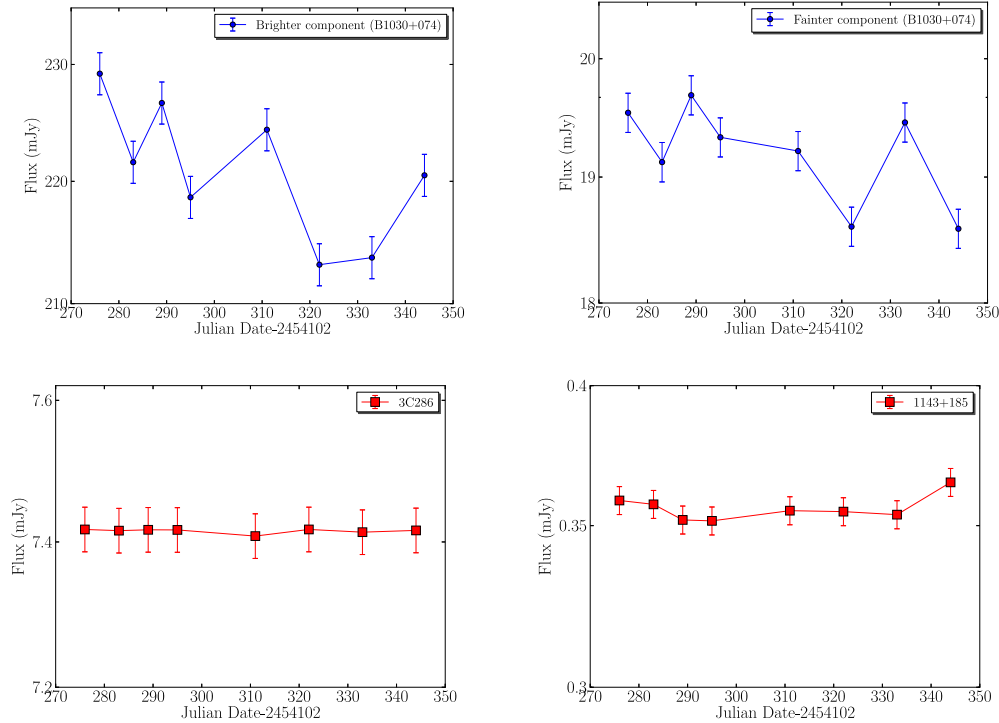 Brighter component (B1030+074)
Flux (mJy)
230
220
210
270 280 290 300 310 320 330 340 350
Julian Date-2454102
Fainter component (B1030+074)
Flux (mJy)
20
19
18
270 280 290 300 310 320 330 340 350
Julian Date-2454102
3C286
Flux (mJy)
7.6
7.4
7.2
270 280 290 300 310 320 330 340 350
Julian Date-2454102
1143+185
Flux (mJy)
0.4
0.35
0.3
270 280 290 300 310 320 330 340 350
Julian Date-2454102